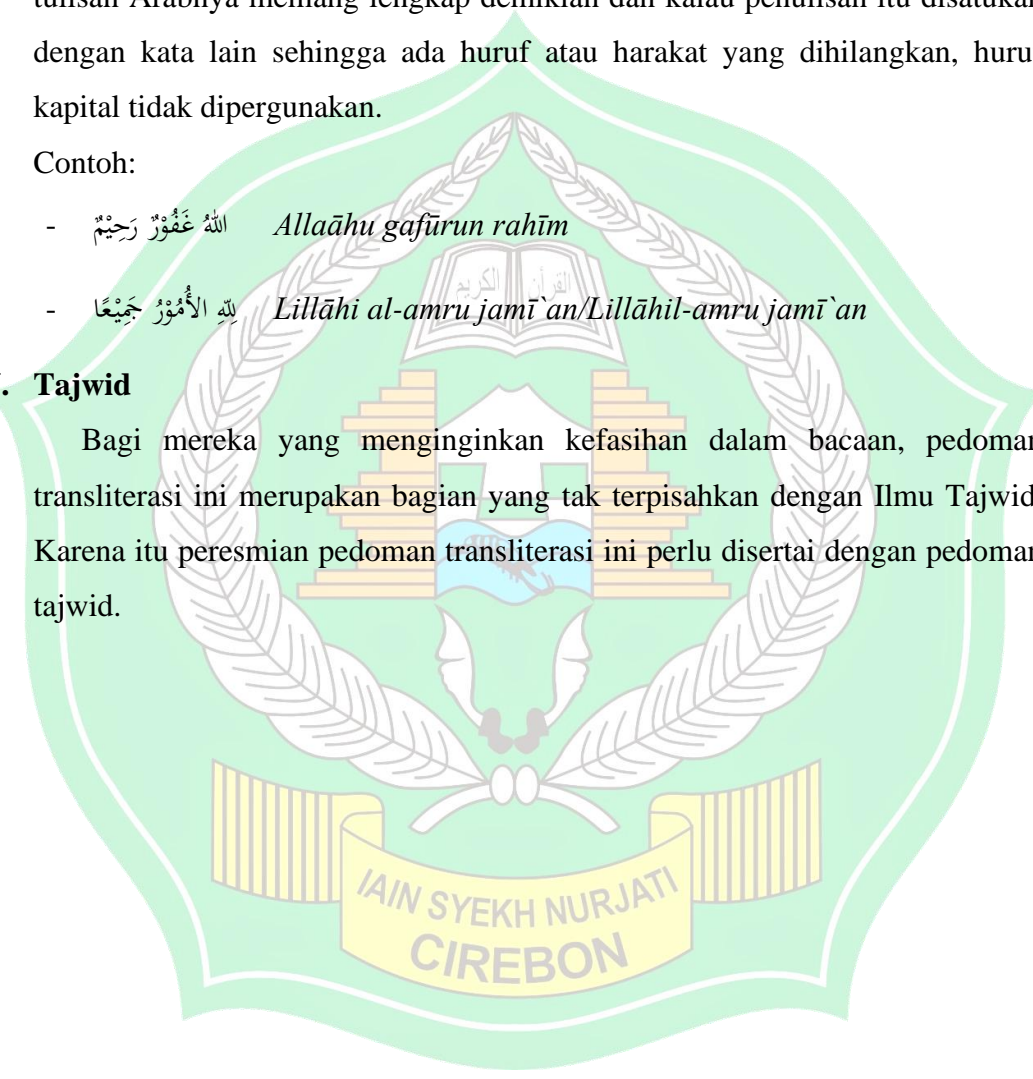 tulisan Arabnya memang lengkap demikian dan kalau penulisan itu disatukan
dengan kata lain sehingga ada huruf atau harakat yang dihilangkan, huru
kapital tidak dipergunakan.
Contoh:
- اللهُ غَفُوْرٌ رَحِيْمٌ Allaāhu gafūrun rahīm
- لِلّهِ الأُمُوْرُ جَمِيْعًا Lillāhi al-amru jamī`an/Lillāhil-amru jamī`an
. Tajwid
Bagi mereka yang menginginkan kefasihan dalam bacaan, pedoman
transliterasi ini merupakan bagian yang tak terpisahkan dengan Ilmu Tajwid
Karena itu peresmian pedoman transliterasi ini perlu disertai dengan pedoman
tajwid.
القرآن الكريم
IAIN SYEKH NURJATI
CIREBON